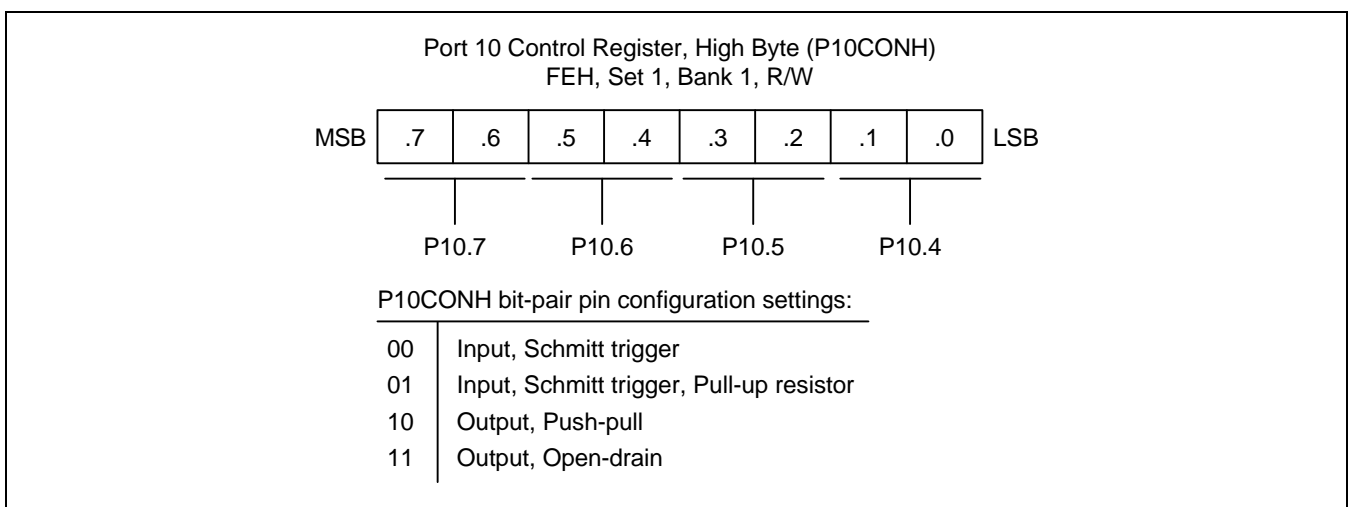 Port 10 Control Register, High Byte (P10CONH)
FEH, Set 1, Bank 1, R/W
MSB .7 .6 .5 .4 .3 .2 .1 .0 LSB
P10.7 P10.6 P10.5 P10.4
P10CONH bit-pair pin configuration settings:
00 Input, Schmitt trigger
01 Input, Schmitt trigger, Pull-up resistor
10 Output, Push-pull
11 Output, Open-drain